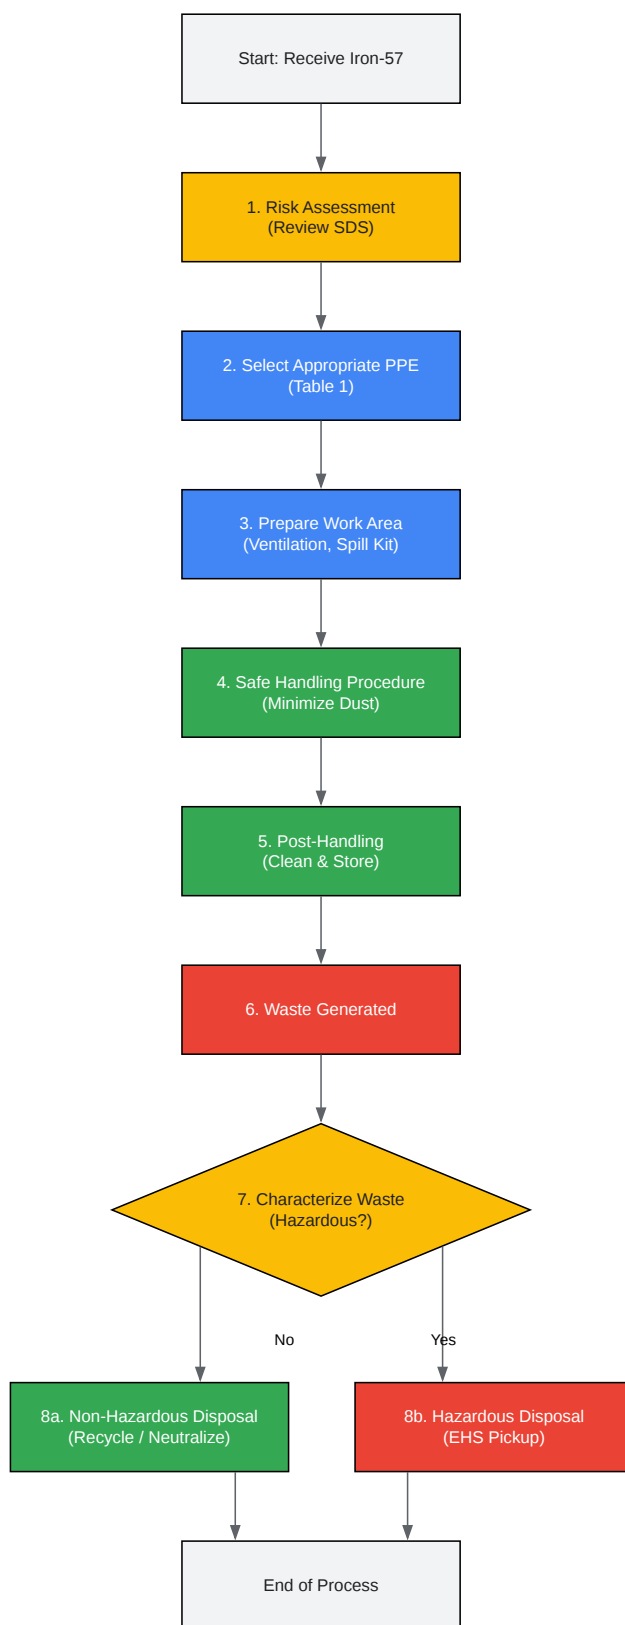 Start: Receive Iron-57
1. Risk Assessment
(Review SDS)
2. Select Appropriate PPE
(Table 1)
3. Prepare Work Area
(Ventilation, Spill Kit)
4. Safe Handling Procedure
(Minimize Dust)
5. Post-Handling
(Clean & Store)
6. Waste Generated
7. Characterize Waste
(Hazardous?)
No
Yes
8a. Non-Hazardous Disposal
(Recycle / Neutralize)
8b. Hazardous Disposal
(EHS Pickup)
End of Process